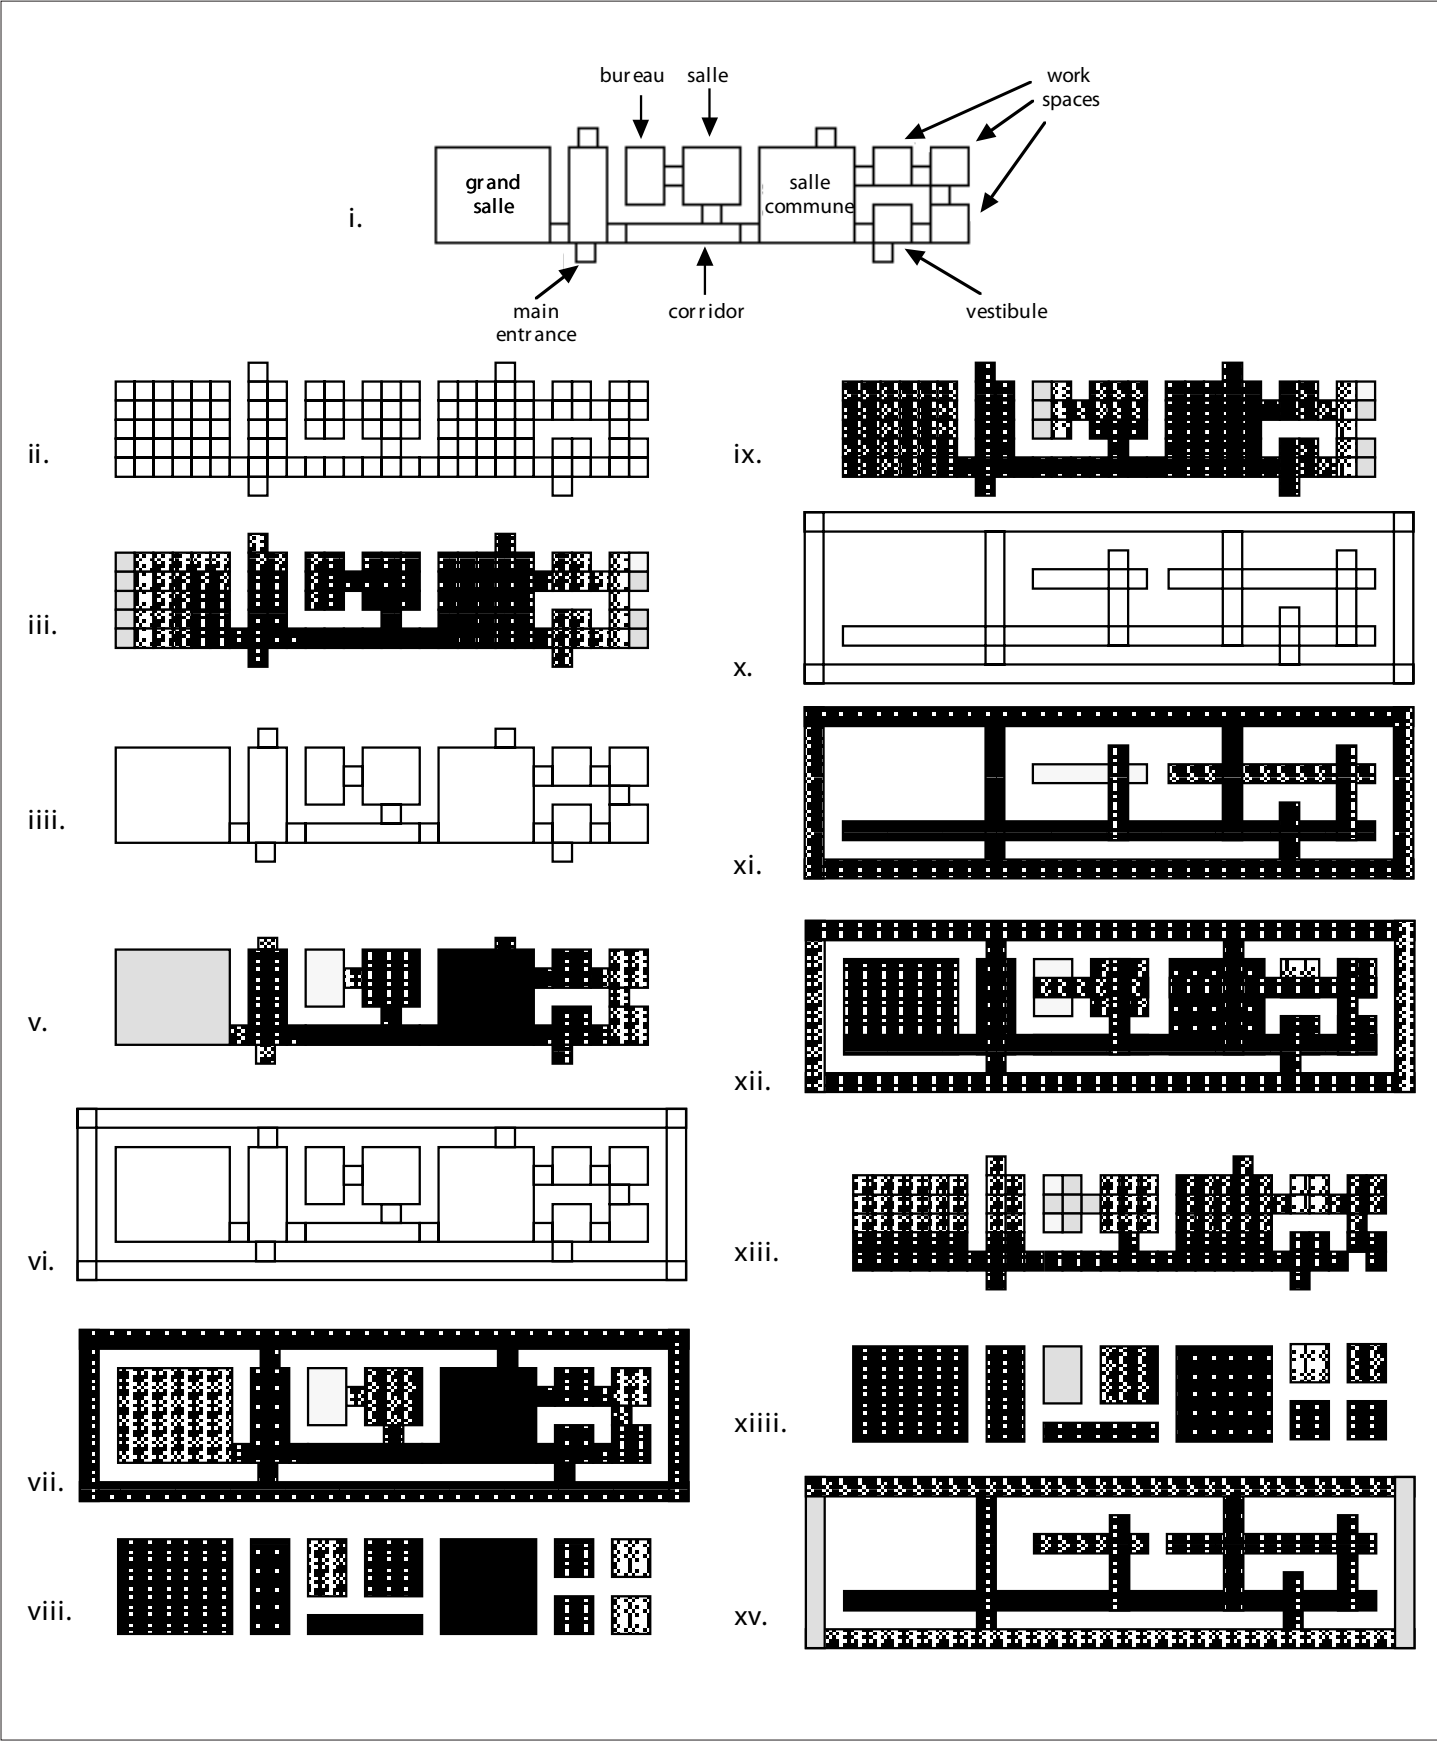 bureau salle work
spaces
grand
salle
salle
commune
i.
main
entrance
corridor
vestibule
ii.
ix.
iii.
x.
iiii.
xi.
v.
xii.
vi.
xiii.
vii.
xiiii.
viii.
xv.